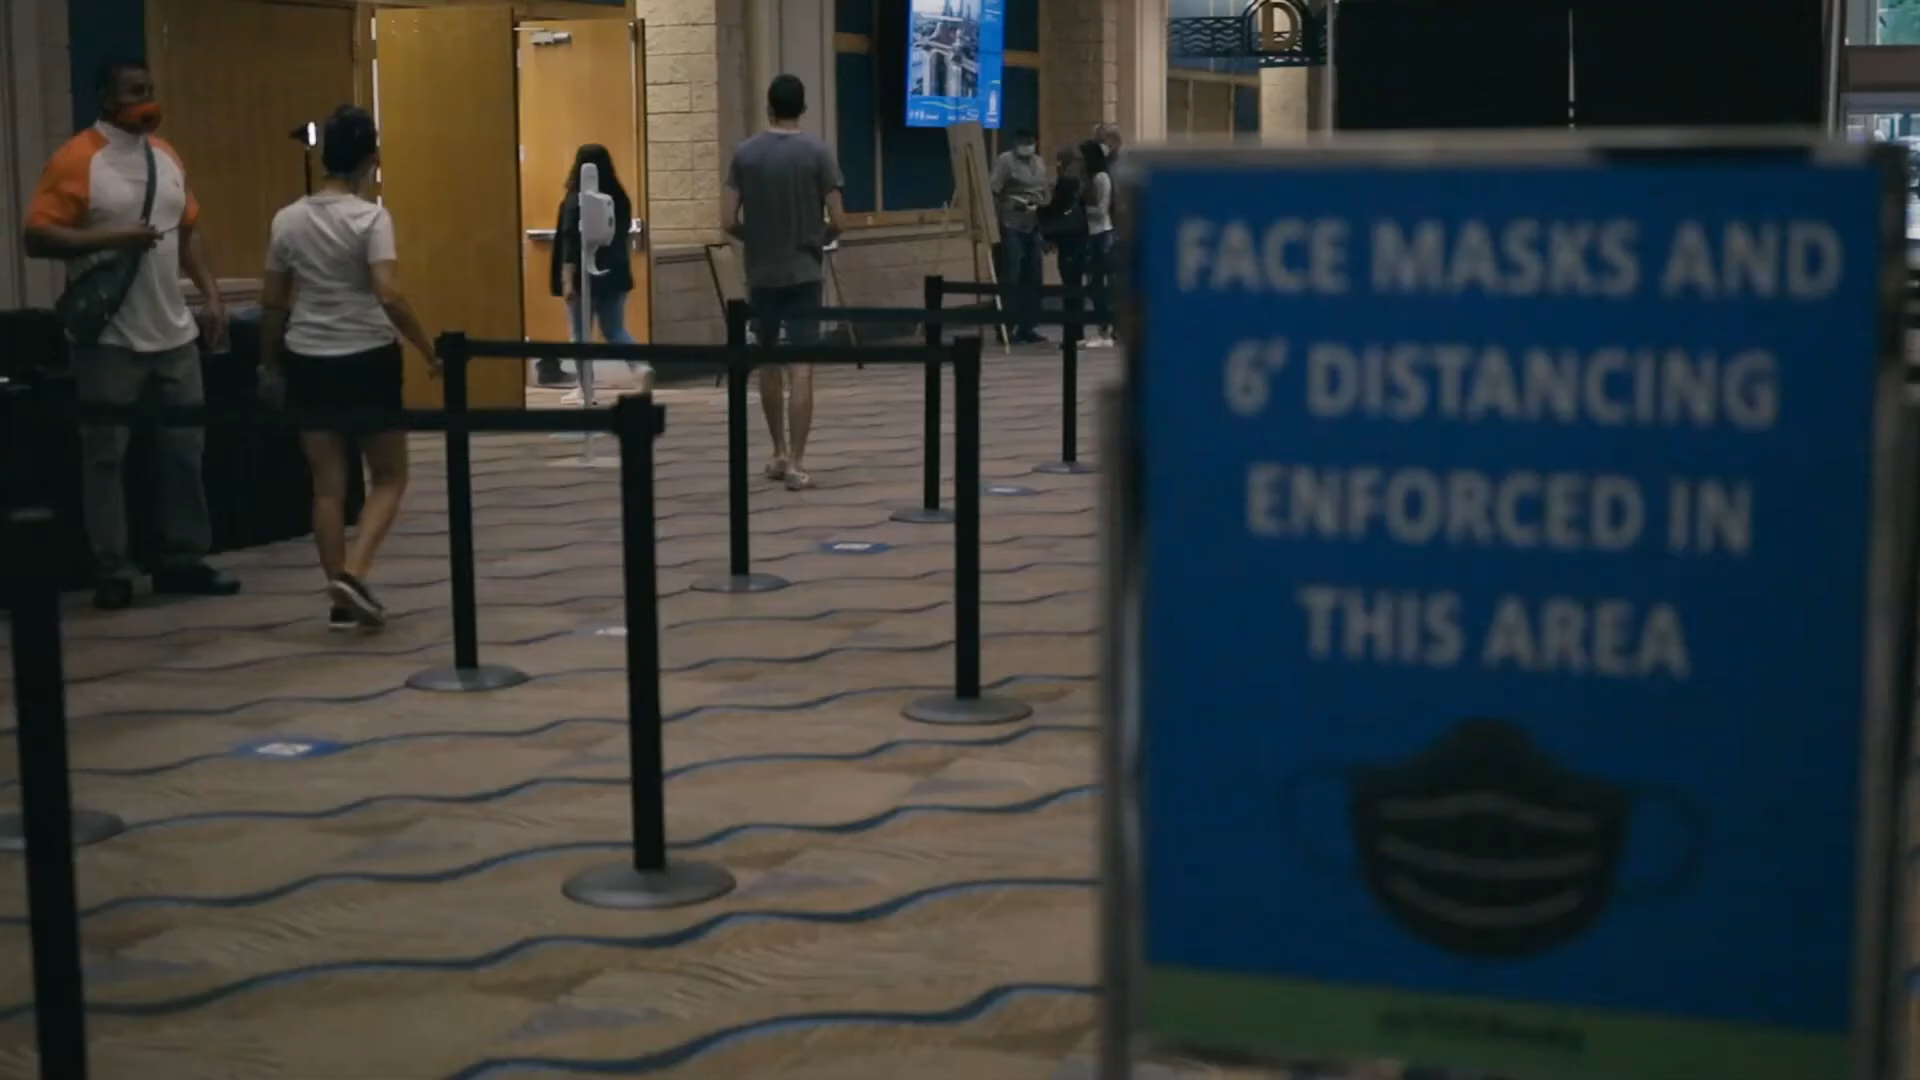 D
FACE MASKS AND
6' DISTANCING
ENFORCED IN
THIS AREA